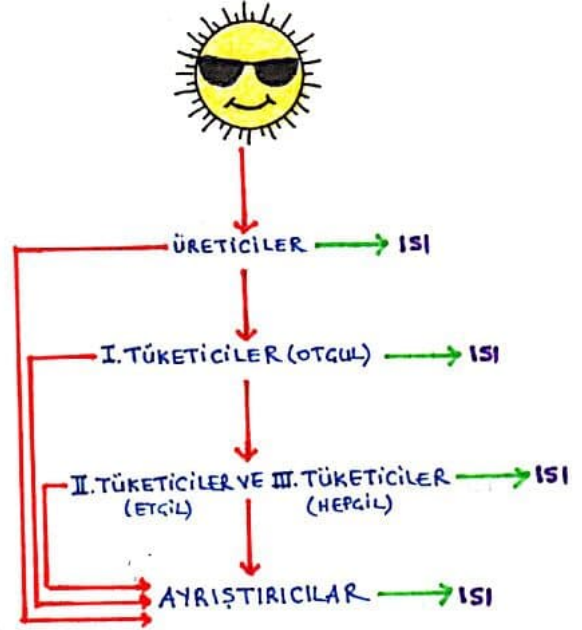 ÜRETİCİLER ISI
I.TÜKETİCİLER (OTÇUL) ISI
II.TÜKETİCİLER VE III.TÜKETİCİLER ISI
(ETÇİL) (HEPÇİL)
AYRIŞTIRICILAR ISI